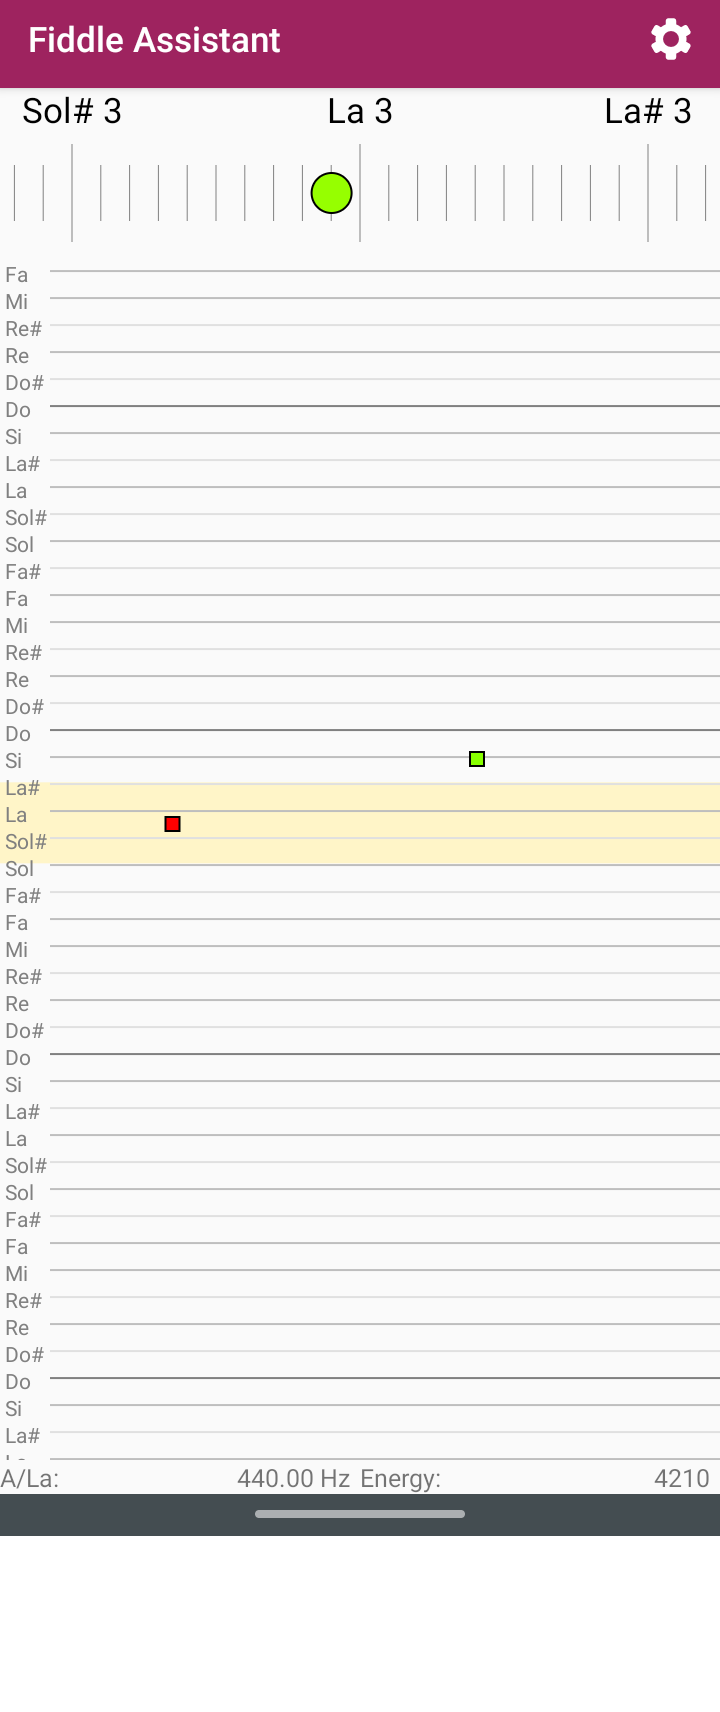 Fiddle Assistant
Sol# 3 La 3 La# 3
Fa
Mi
Re#
Re
Do#
Do
Si
La#
La
Sol#
Sol
Fa#
Fa
Mi
Re#
Re
Do#
Do
Si
La#
La
Sol#
Sol
Fa#
Fa
Mi
Re#
Re
Do#
Do
Si
La#
La
Sol#
Sol
Fa#
Fa
Mi
Re#
Re
Do#
Do
Si
La#
A/La: 440.00 Hz Energy: 4210